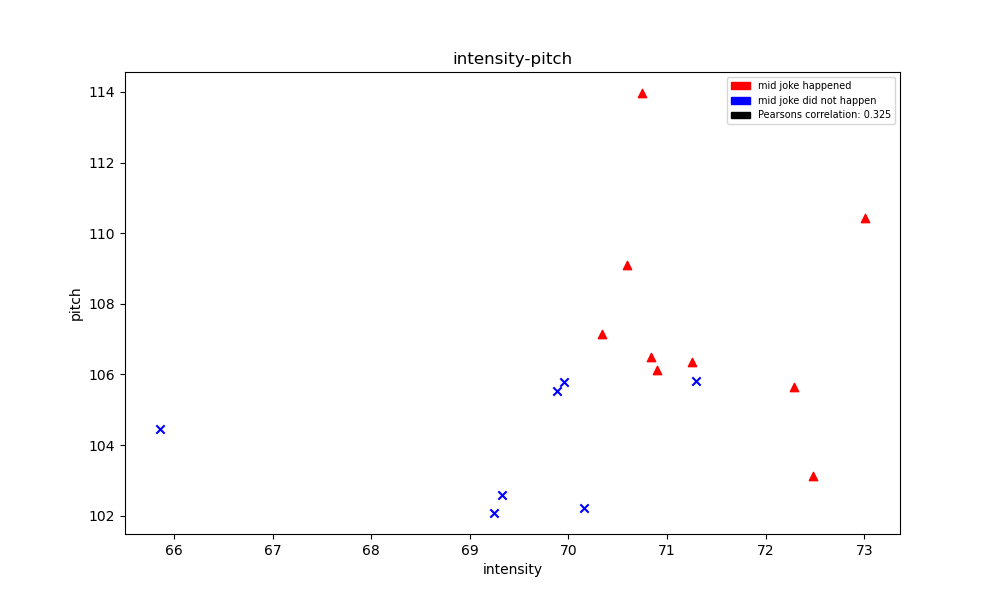 intensity-pitch
mid joke happened
mid joke did not happen
Pearsons correlation: 0.325
114
112
110
108
106
104
102
pitch
66 67 68 69 70 71 72 73
intensity